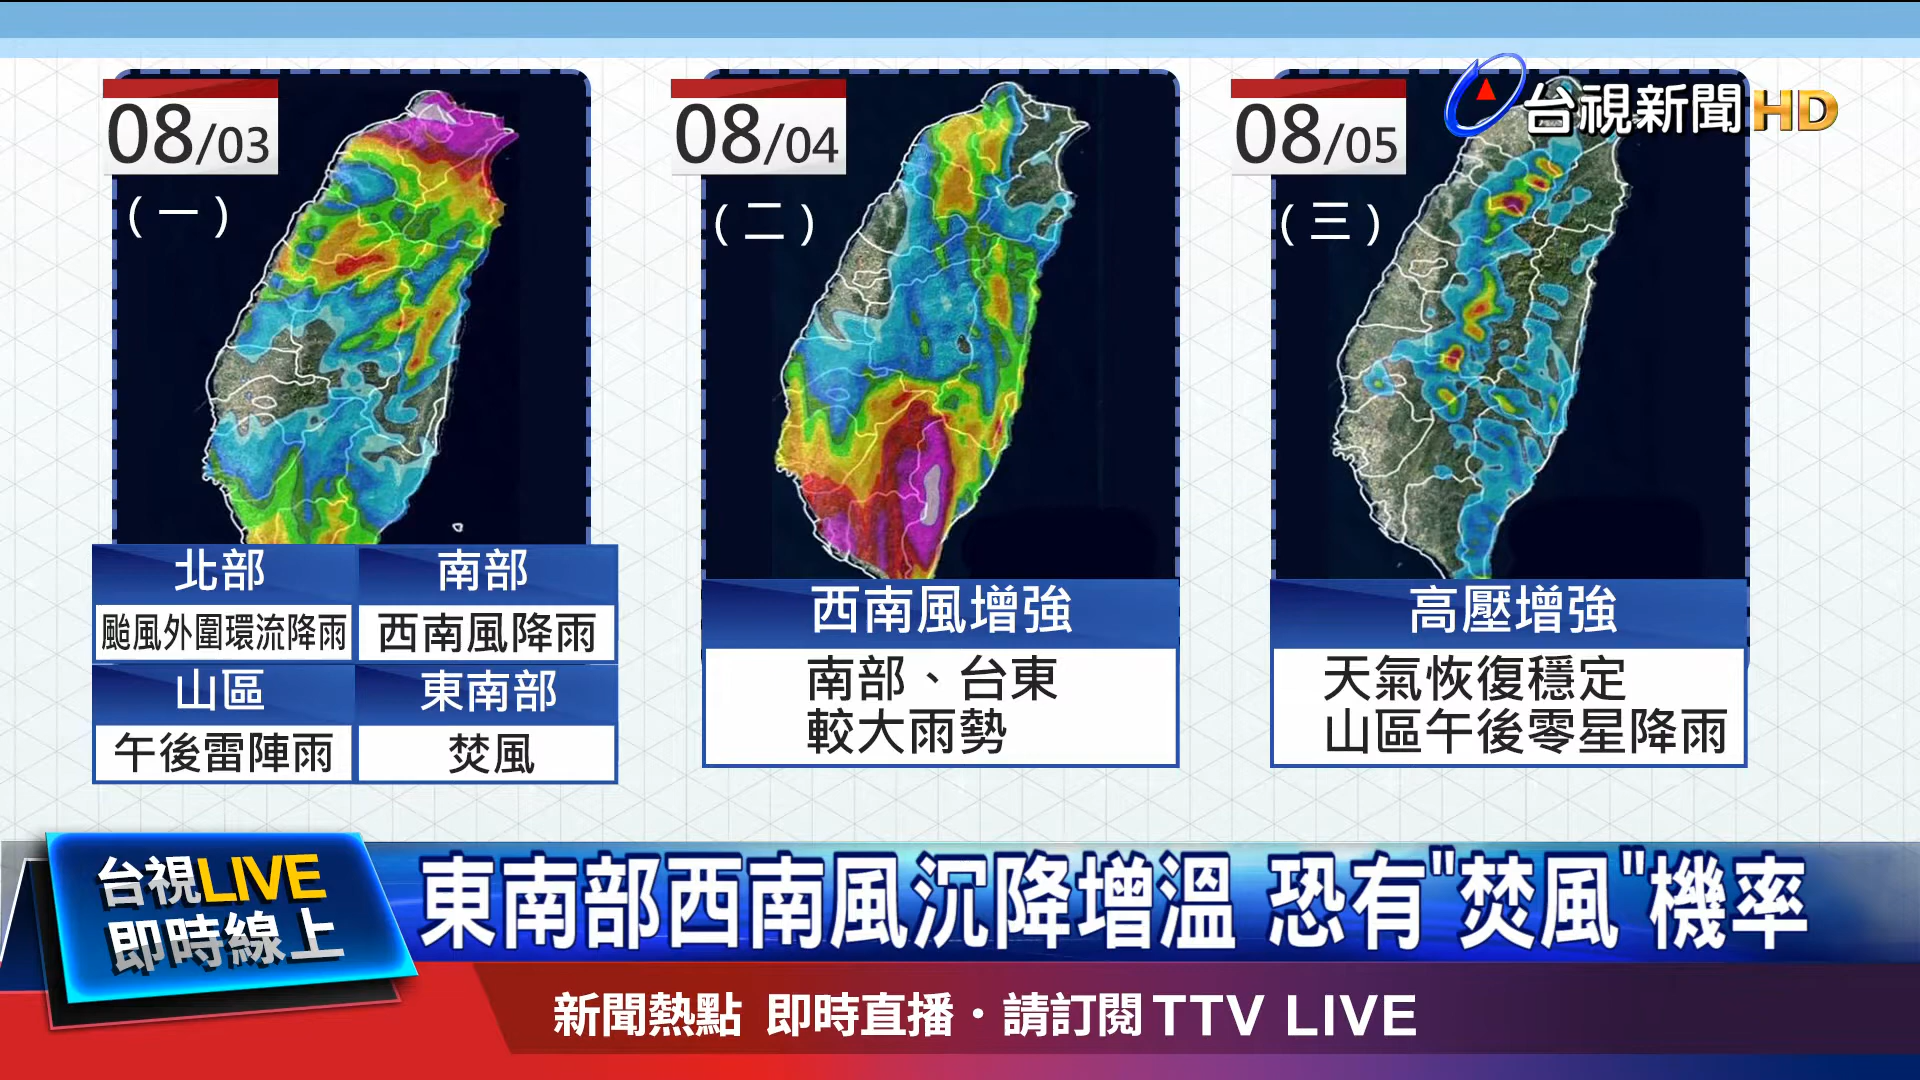 08/03
(一)
北部
南部
颱風外圍環流降雨
西南風降雨
山區
東南部
午後雷陣雨
焚風
08/04
(二)
西南風增強
南部、台東
較大雨勢
08/05
(三)
高壓增強
天氣恢復穩定
山區午後零星降雨
台視新聞HD
台視LIVE
即時線上
東南部西南風沉降增溫 恐有"焚風"機率
新聞熱點 即時直播・請訂閱TTV LIVE